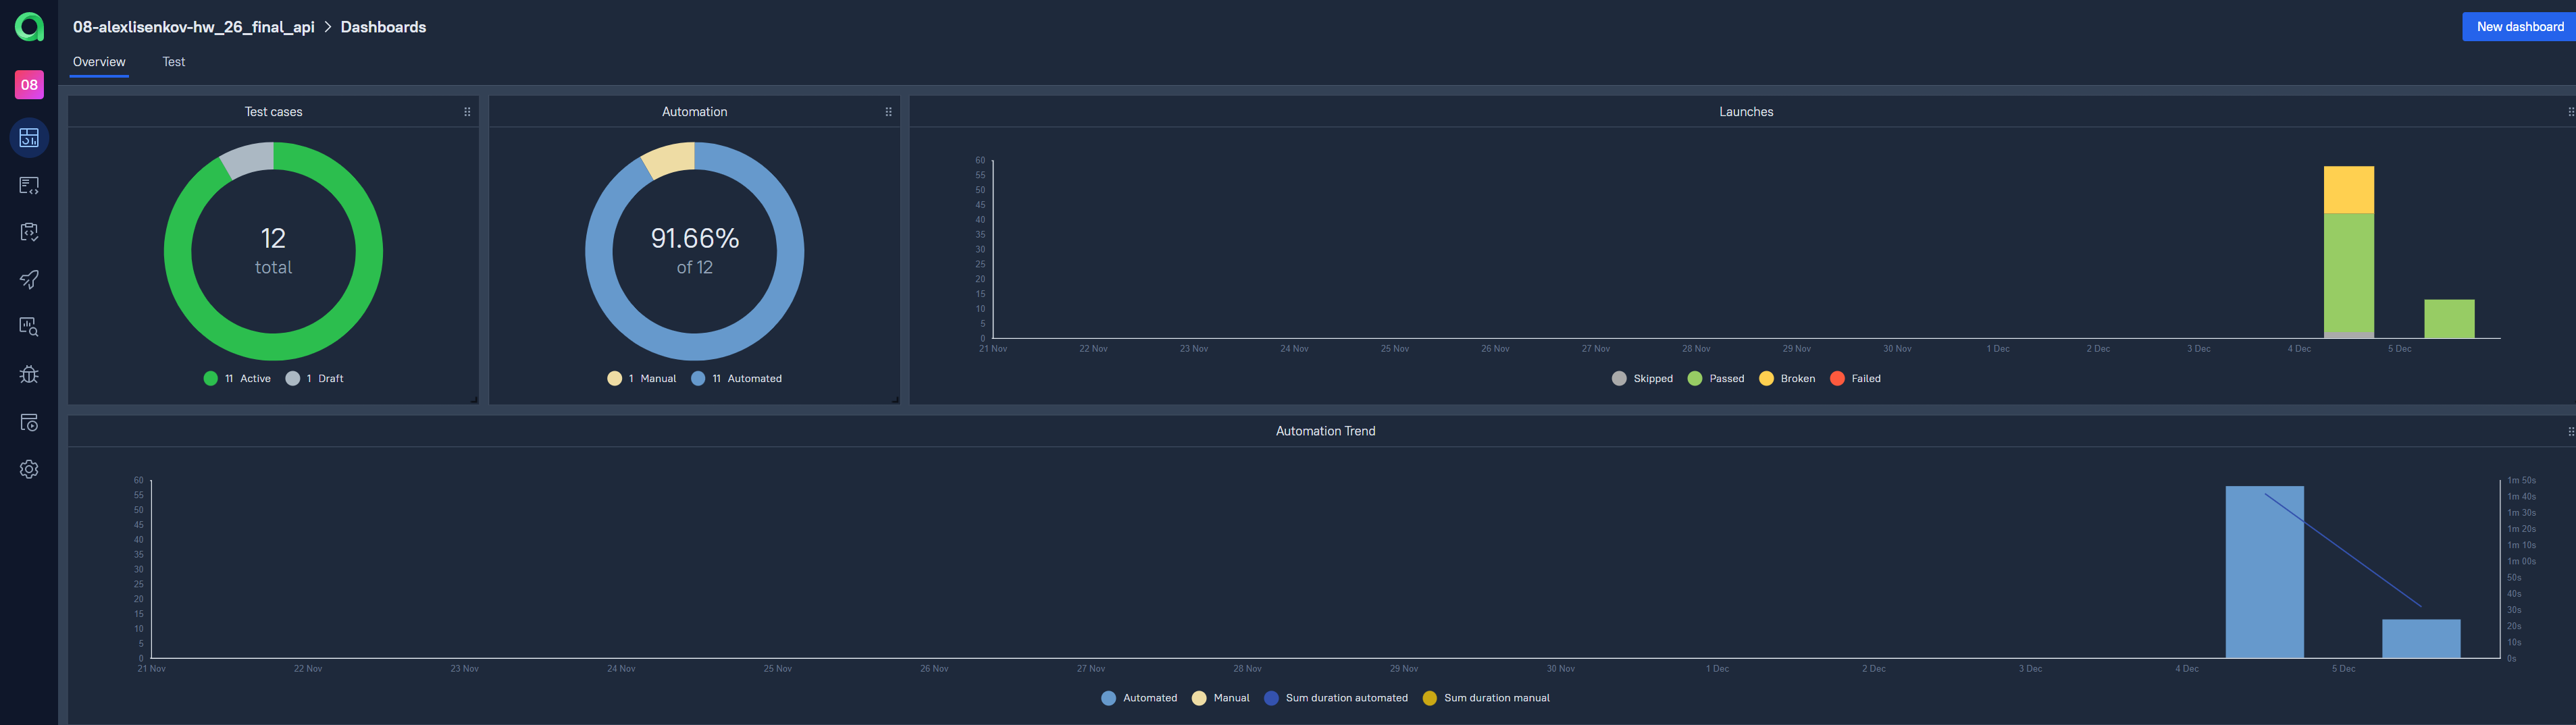 08-alexlisenkov-hw_26_final_api > Dashboards
New dashboard
Overview
Test
08
Test cases
12
total
11 Active
1 Draft
Automation
91.66%
of 12
1 Manual
11 Automated
Launches
60
55
50
45
40
35
30
25
20
15
10
5
0
21 Nov
22 Nov
23 Nov
24 Nov
25 Nov
26 Nov
27 Nov
28 Nov
29 Nov
30 Nov
1 Dec
2 Dec
3 Dec
4 Dec
5 Dec
Skipped
Passed
Broken
Failed
Automation Trend
60
55
50
45
40
35
30
25
20
15
10
5
0
1m 50s
1m 40s
1m 30s
1m 20s
1m 10s
1m 00s
50s
40s
30s
20s
10s
0s
21 Nov
22 Nov
23 Nov
24 Nov
25 Nov
26 Nov
27 Nov
28 Nov
29 Nov
30 Nov
1 Dec
2 Dec
3 Dec
4 Dec
5 Dec
Automated
Manual
Sum duration automated
Sum duration manual